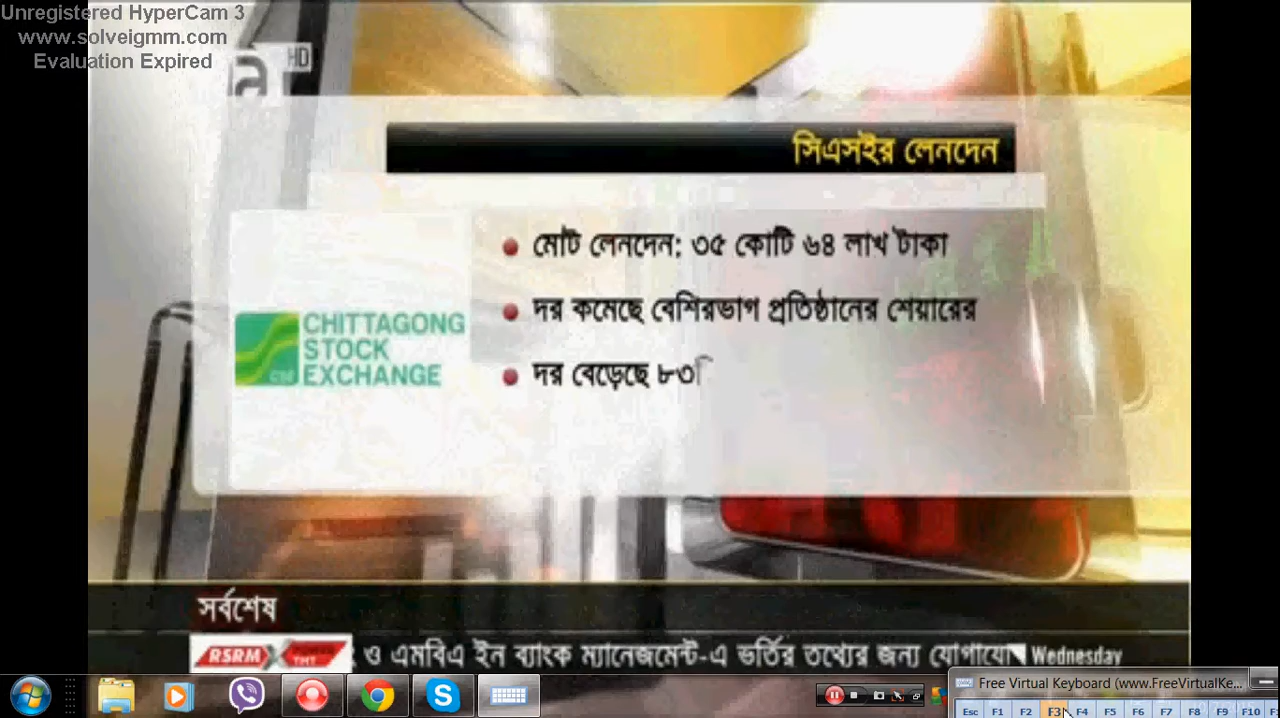 Unregistered HyperCam 3
www.solveigmm.com
Evaluation Expired
HD
সিএসইর লেনদেন
মোট লেনদেন: ৩৫ কোটি ৬৪ লাখ টাকা
দর কমেছে বেশিরভাগ প্রতিষ্ঠানের শেয়ারের
দর বেড়েছে ৮৩
CHITTAGONG
STOCK
EXCHANGE
সর্বশেষ
RSRM TMT ও এমবিএ ইন ব্যাংক ম্যানেজমেন্ট-এ ভর্তির তথ্যের জন্য Wednesday
Free Virtual Keyboard (www.FreeVirtualKe...
Esc F1 F2 F3 F4 F5 F6 F7 F8 F9 F10